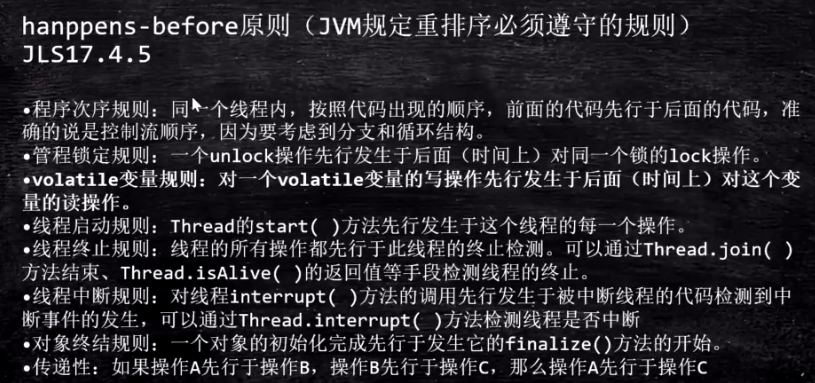 hanppens-before原则（JVM规定重排序必须遵守的规则）
JLS17.4.5
•程序次序规则：同一个线程内，按照代码出现的顺序，前面的代码先行于后面的代码，准
确的说是控制流顺序，因为要考虑到分支和循环结构。
•管程锁定规则：一个unlock操作先行发生于后面（时间上）对同一个锁的lock操作。
•volatile变量规则：对一个volatile变量的写操作先行发生于后面（时间上）对这个变
量的读操作。
•线程启动规则：Thread的start( )方法先行发生于这个线程的每一个操作。
•线程终止规则：线程的所有操作都先行于此线程的终止检测。可以通过Thread.join( )
方法结束、Thread.isAlive( )的返回值等手段检测线程的终止。
•线程中断规则：对线程interrupt( )方法的调用先行发生于被中断线程的代码检测到中
断事件的发生，可以通过Thread.interrupt( )方法检测线程是否中断
•对象终结规则：一个对象的初始化完成先行于发生它的finalize()方法的开始。
•传递性：如果操作A先行于操作B，操作B先行于操作C，那么操作A先行于操作C